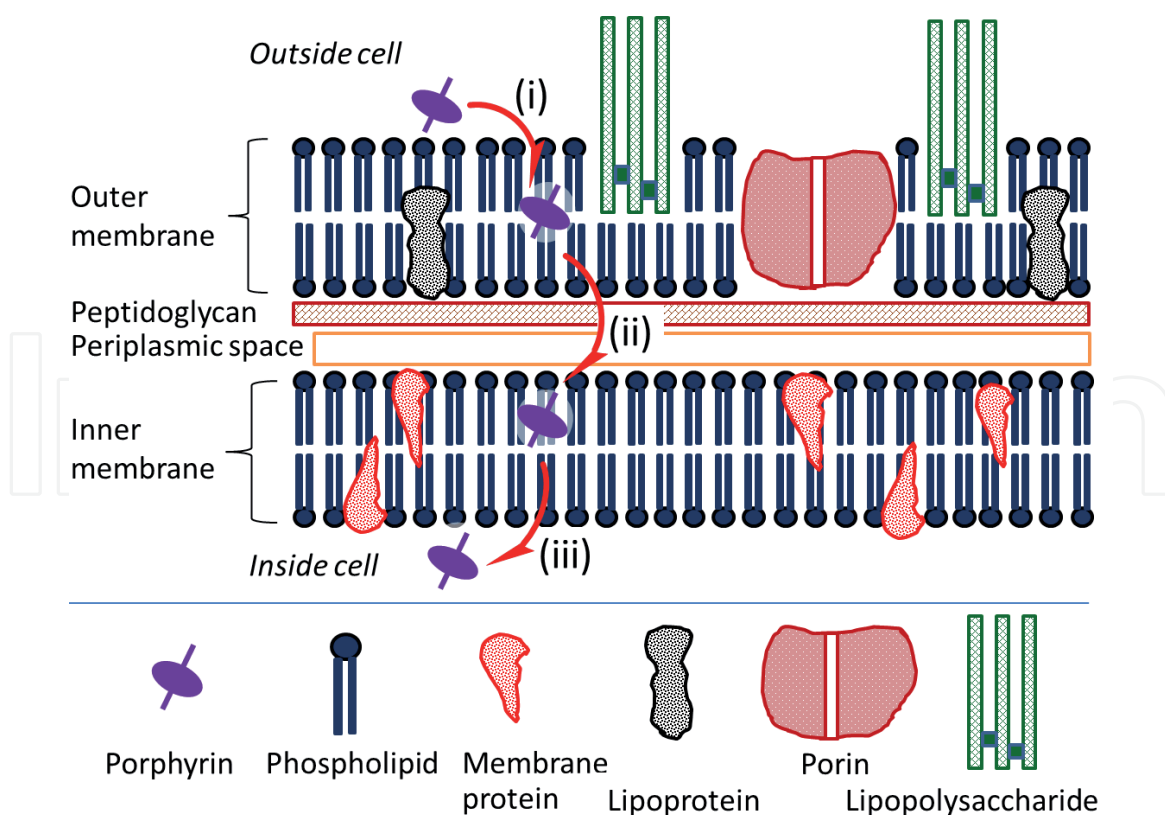 Outside cell
(i)
Outer
membrane
Peptidoglycan
Periplasmic space
(ii)
Inner
membrane
(iii)
Inside cell
Porphyrin
Phospholipid
Membrane
protein
Lipoprotein
Porin
Lipopolysaccharide